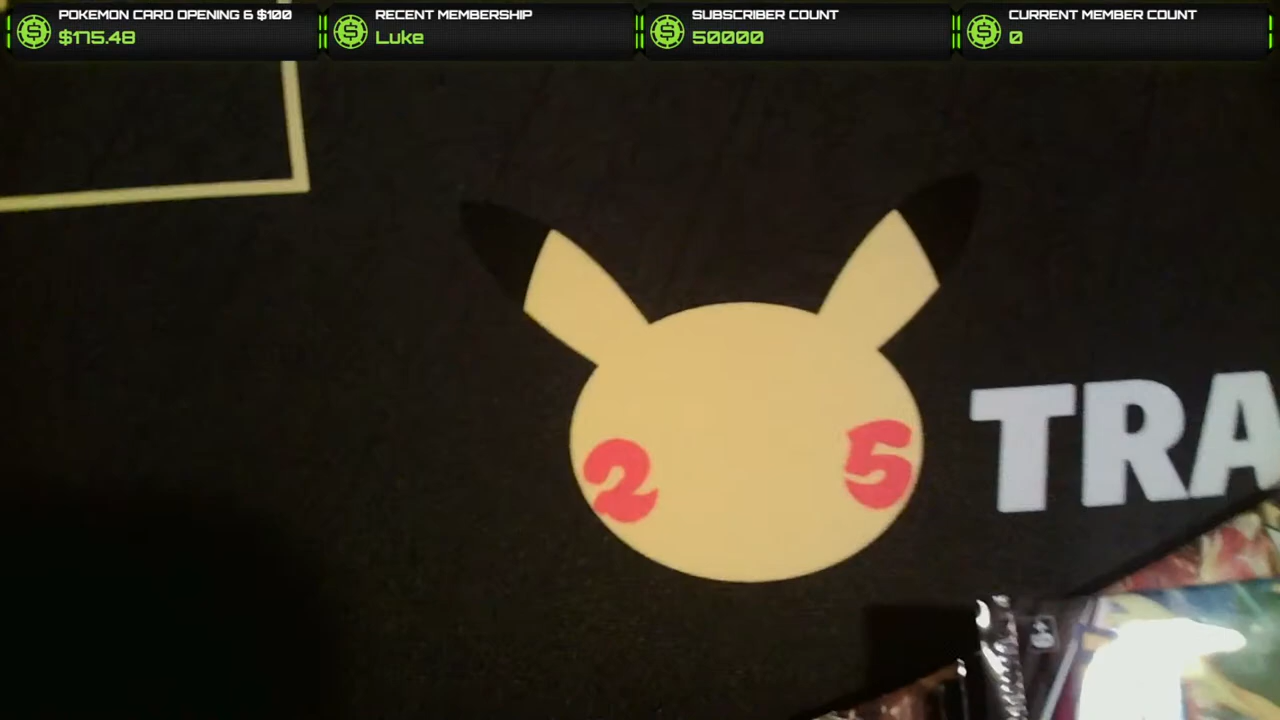 POKEMON CARD OPENING & $100
$175.48
RECENT MEMBERSHIP
Luke
SUBSCRIBER COUNT
50000
CURRENT MEMBER COUNT
0
2 5
TRA
6+